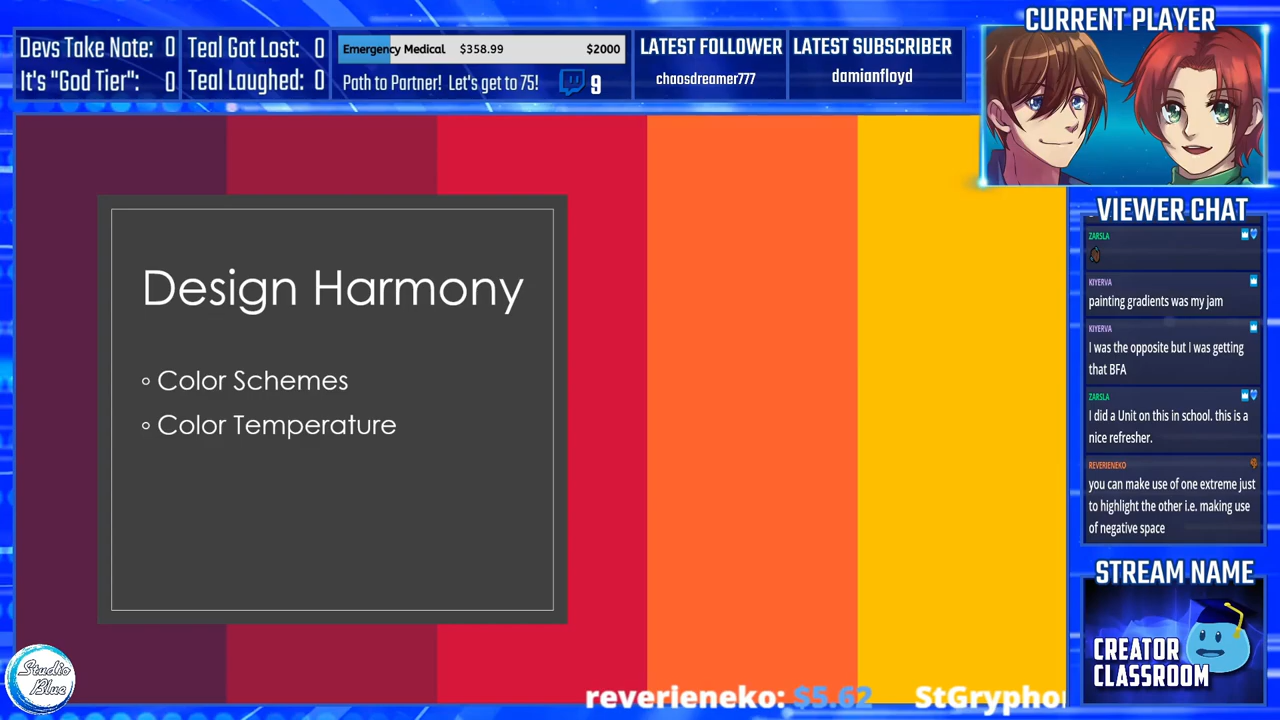 Devs Take Note: 0
It's "God Tier": 0
Teal Got Lost: 0
Teal Laughed: 0
Emergency Medical $358.99 $2000
Path to Partner! Let's get to 75! 9
LATEST FOLLOWER
chaosdreamer777
LATEST SUBSCRIBER
damianfloyd
CURRENT PLAYER
Design Harmony
◦ Color Schemes
◦ Color Temperature
VIEWER CHAT
ZARSLA
KIYERVA
painting gradients was my jam
KIYERVA
I was the opposite but I was getting
that BFA
ZARSLA
I did a Unit on this in school. this is a
nice refresher.
REVERIENEKO
you can make use of one extreme just
to highlight the other i.e. making use
of negative space
STREAM NAME
CREATOR
CLASSROOM
Studio
Blue
reverieneko: $5.62 StGryphon